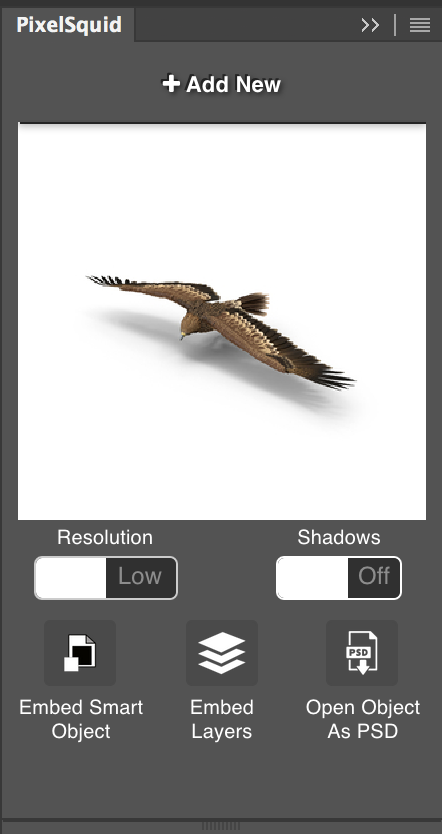 PixelSquid
Add New
Resolution
Shadows
Low
Off
Embed Smart
Object
Embed
Layers
PSD
Open Object
As PSD